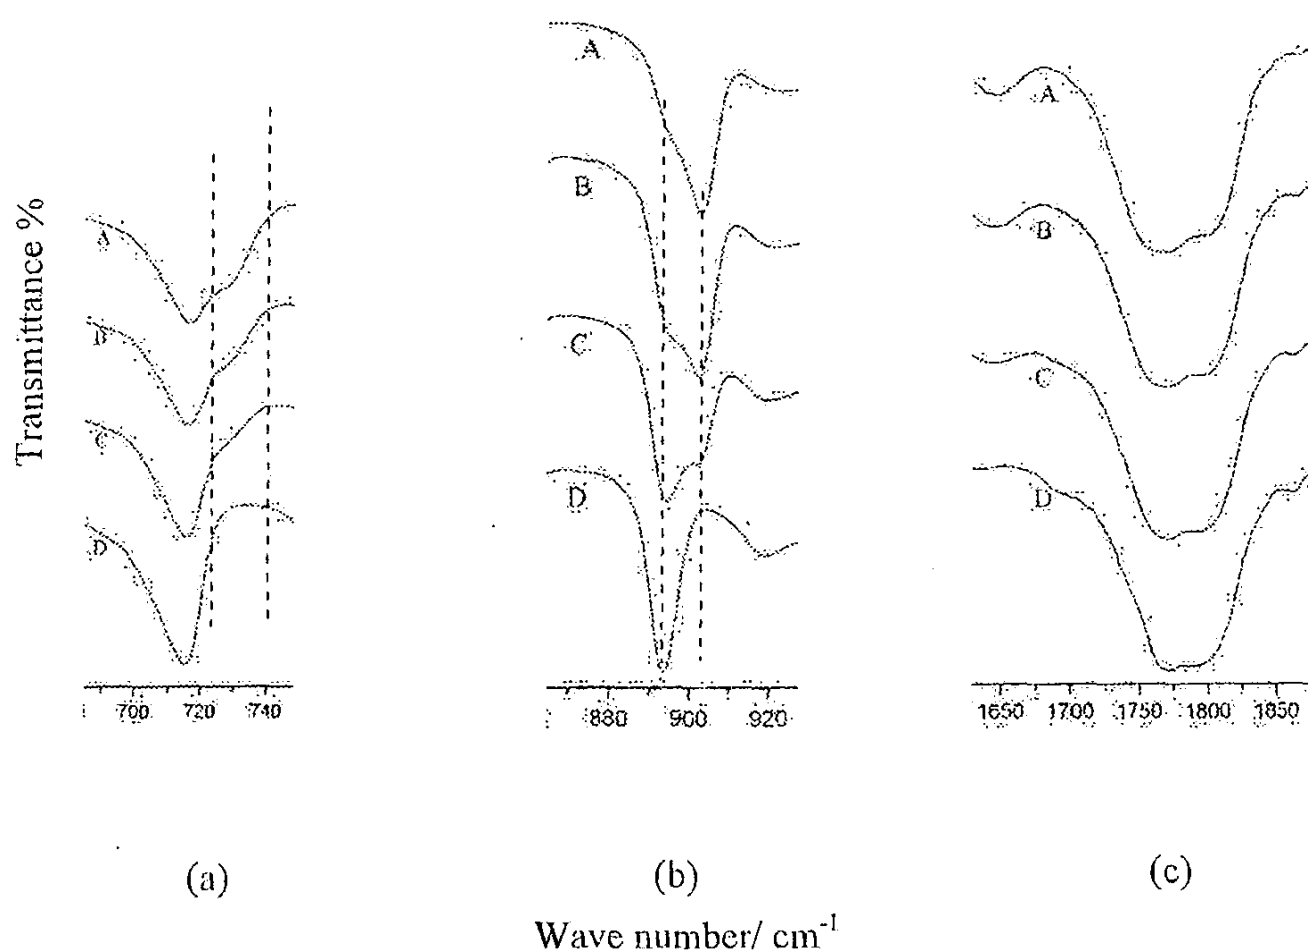 Transmittance %
A
B
C
D
700
720
740
A
B
C
D
880
900
920
A
B
C
D
1650
1700
1750
1800
1850
(a)
(b)
(c)
Wave number/ cm⁻¹